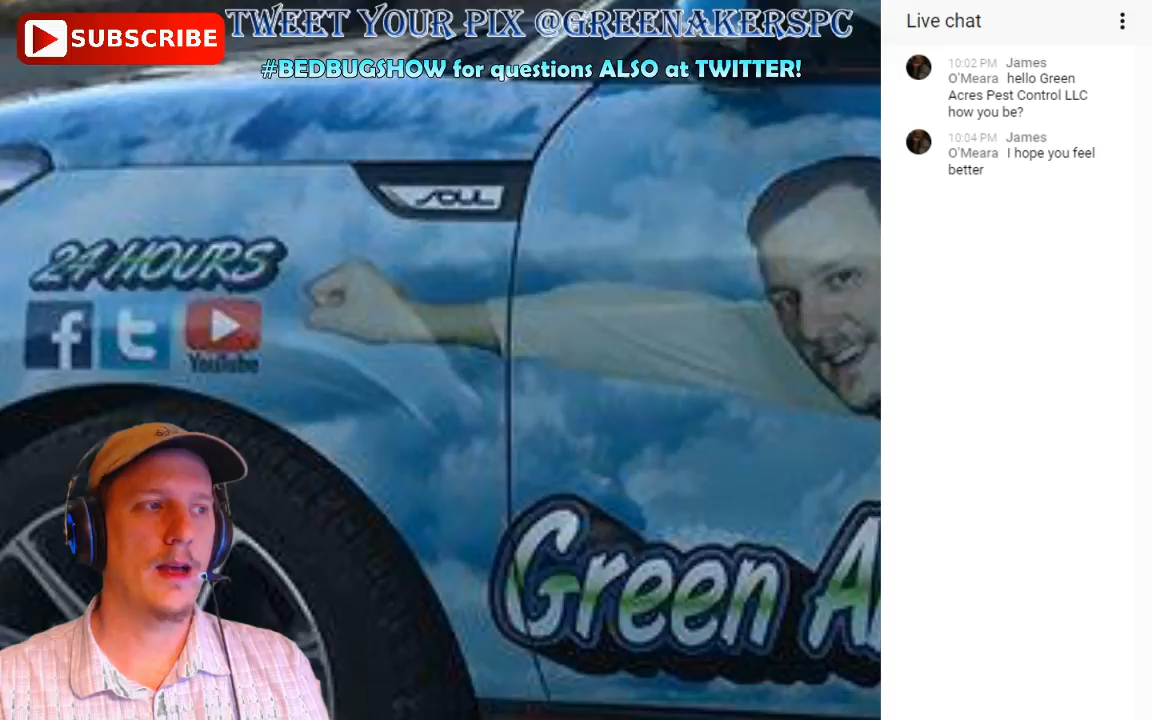 SUBSCRIBE
TWEET YOUR PIX @GREENAKERSPC
#BEDBUGSHOW for questions ALSO at TWITTER!
SOUL
24 HOURS
f t
YouTube
Green A
Live chat
10:02 PM James
O'Meara hello Green
Acres Pest Control LLC
how you be?
10:04 PM James
O'Meara I hope you feel
better